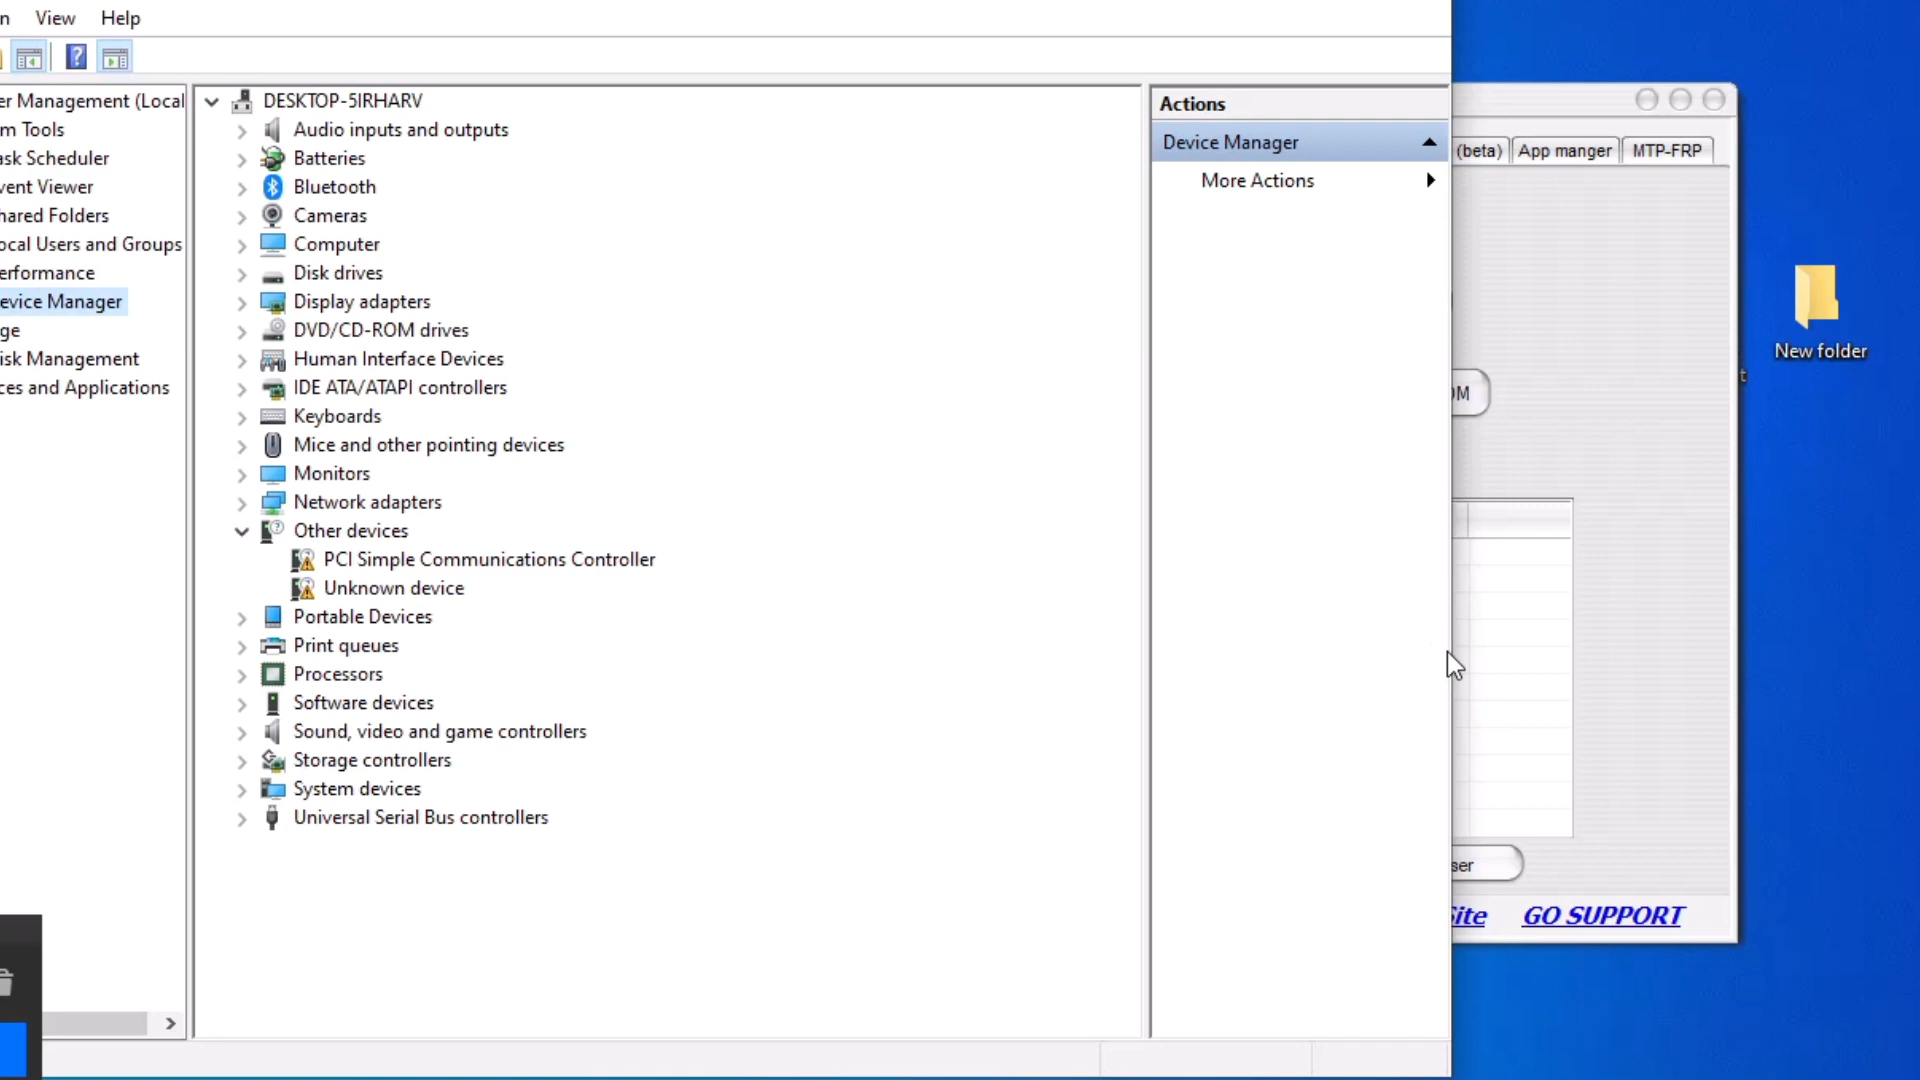 n View Help
er Management (Local
m Tools
ask Scheduler
vent Viewer
hared Folders
ocal Users and Groups
erformance
evice Manager
ge
isk Management
ces and Applications
DESKTOP-5IRHARV
Audio inputs and outputs
Batteries
Bluetooth
Cameras
Computer
Disk drives
Display adapters
DVD/CD-ROM drives
Human Interface Devices
IDE ATA/ATAPI controllers
Keyboards
Mice and other pointing devices
Monitors
Network adapters
Other devices
PCI Simple Communications Controller
Unknown device
Portable Devices
Print queues
Processors
Software devices
Sound, video and game controllers
Storage controllers
System devices
Universal Serial Bus controllers
Actions
Device Manager
More Actions
(beta) App manger MTP-FRP
OM
ser
Site GO SUPPORT
New folder
t